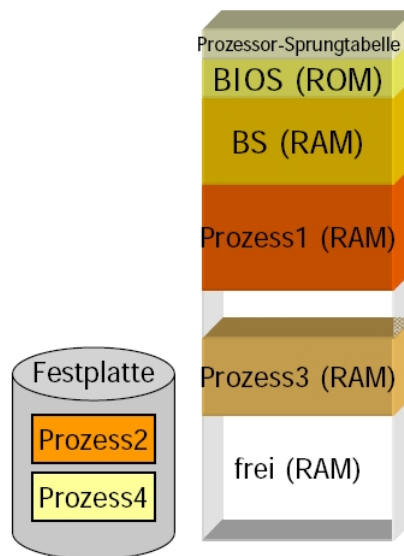 Prozessor-Sprungtabelle
BIOS (ROM)
BS (RAM)
Prozess1 (RAM)
Prozess3 (RAM)
frei (RAM)
Festplatte
Prozess2
Prozess4